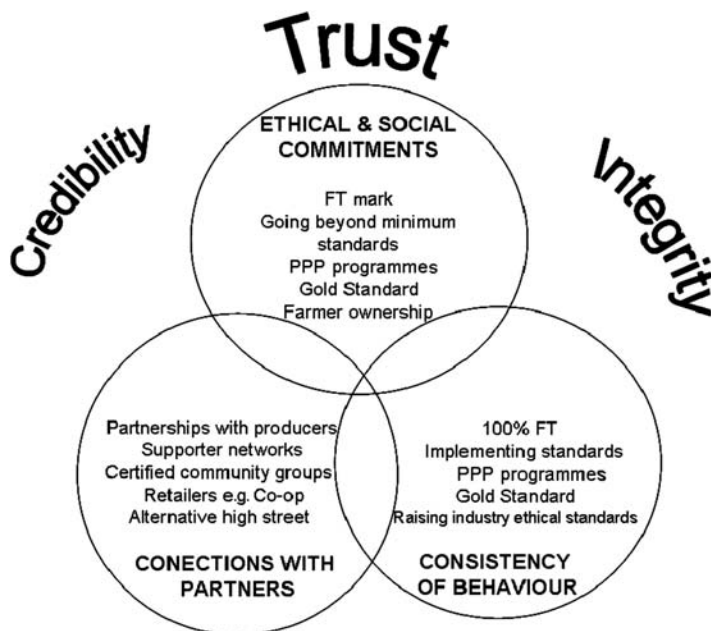 Trust
Credibility
Integrity
ETHICAL & SOCIAL
COMMITMENTS
FT mark
Going beyond minimum
standards
PPP programmes
Gold Standard
Farmer ownership
Partnerships with producers
Supporter networks
Certified community groups
Retailers e.g. Co-op
Alternative high street
CONECTIONS WITH
PARTNERS
100% FT
Implementing standards
PPP programmes
Gold Standard
Raising industry ethical standards
CONSISTENCY
OF BEHAVIOUR